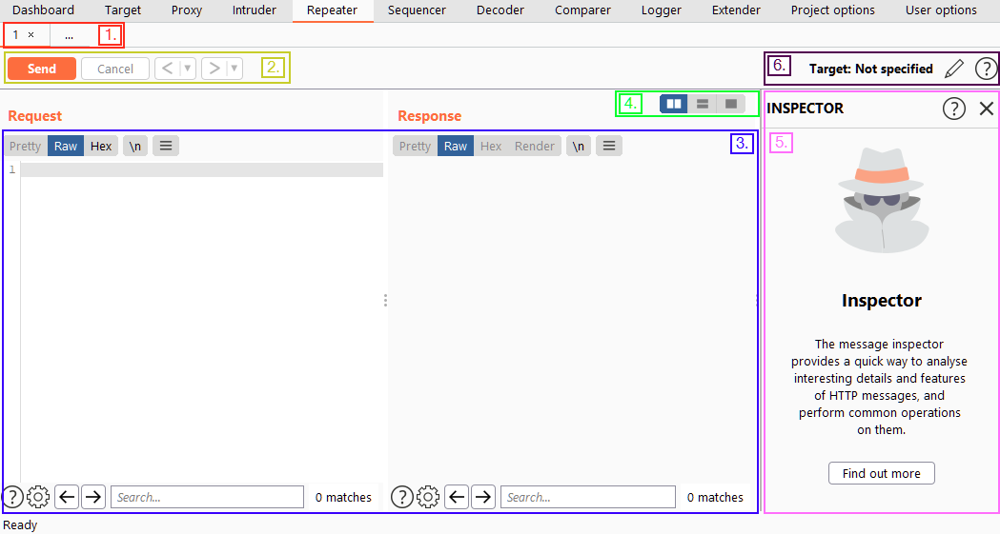 Dashboard Target Proxy Intruder Repeater Sequencer Decoder Comparer Logger Extender Project options User options
1 × ... 1.
Send Cancel < ▼ > ▼ 2.
6. Target: Not specified ?
4.
Request
Response
INSPECTOR ? ×
Pretty Raw Hex \n ≡
Pretty Raw Hex Render \n ≡ 3.
5.
1
Inspector
The message inspector
provides a quick way to analyse
interesting details and features
of HTTP messages, and
perform common operations
on them.
Find out more
? ← → Search... 0 matches
? ← → Search... 0 matches
Ready